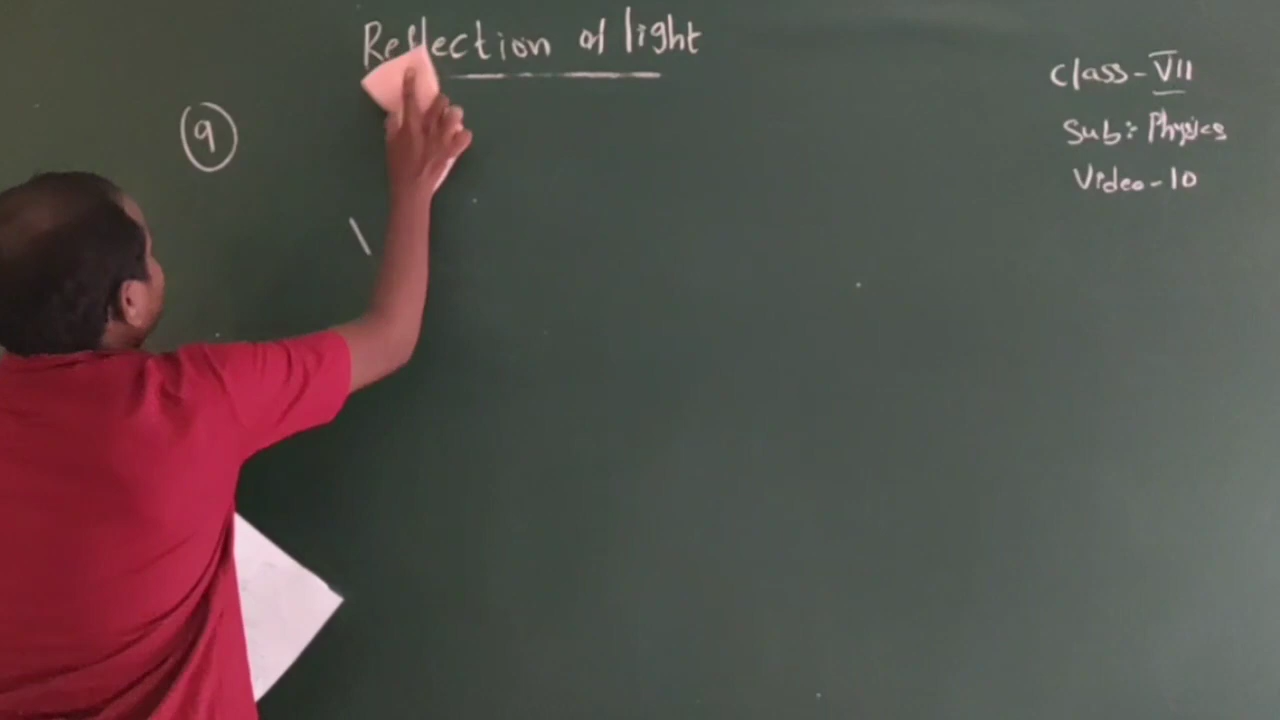 Reflection of light
Class - VII
Sub : Physics
Video - 10
9